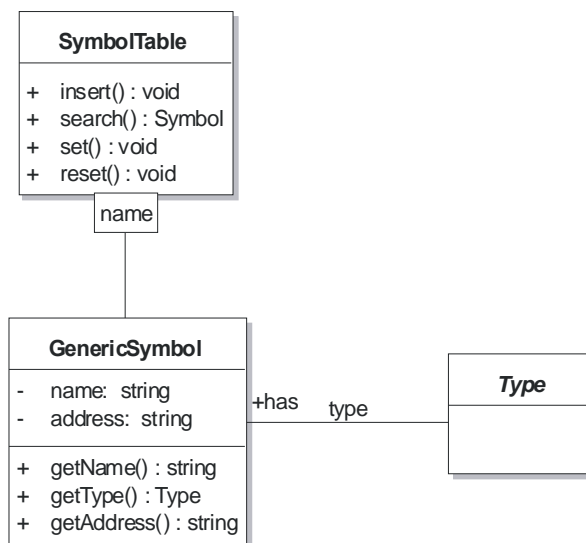 SymbolTable
+ insert() : void
+ search() : Symbol
+ set() : void
+ reset() : void
name
GenericSymbol
- name: string
- address: string
+ getName() : string
+ getType() : Type
+ getAddress() : string
+has
type
Type